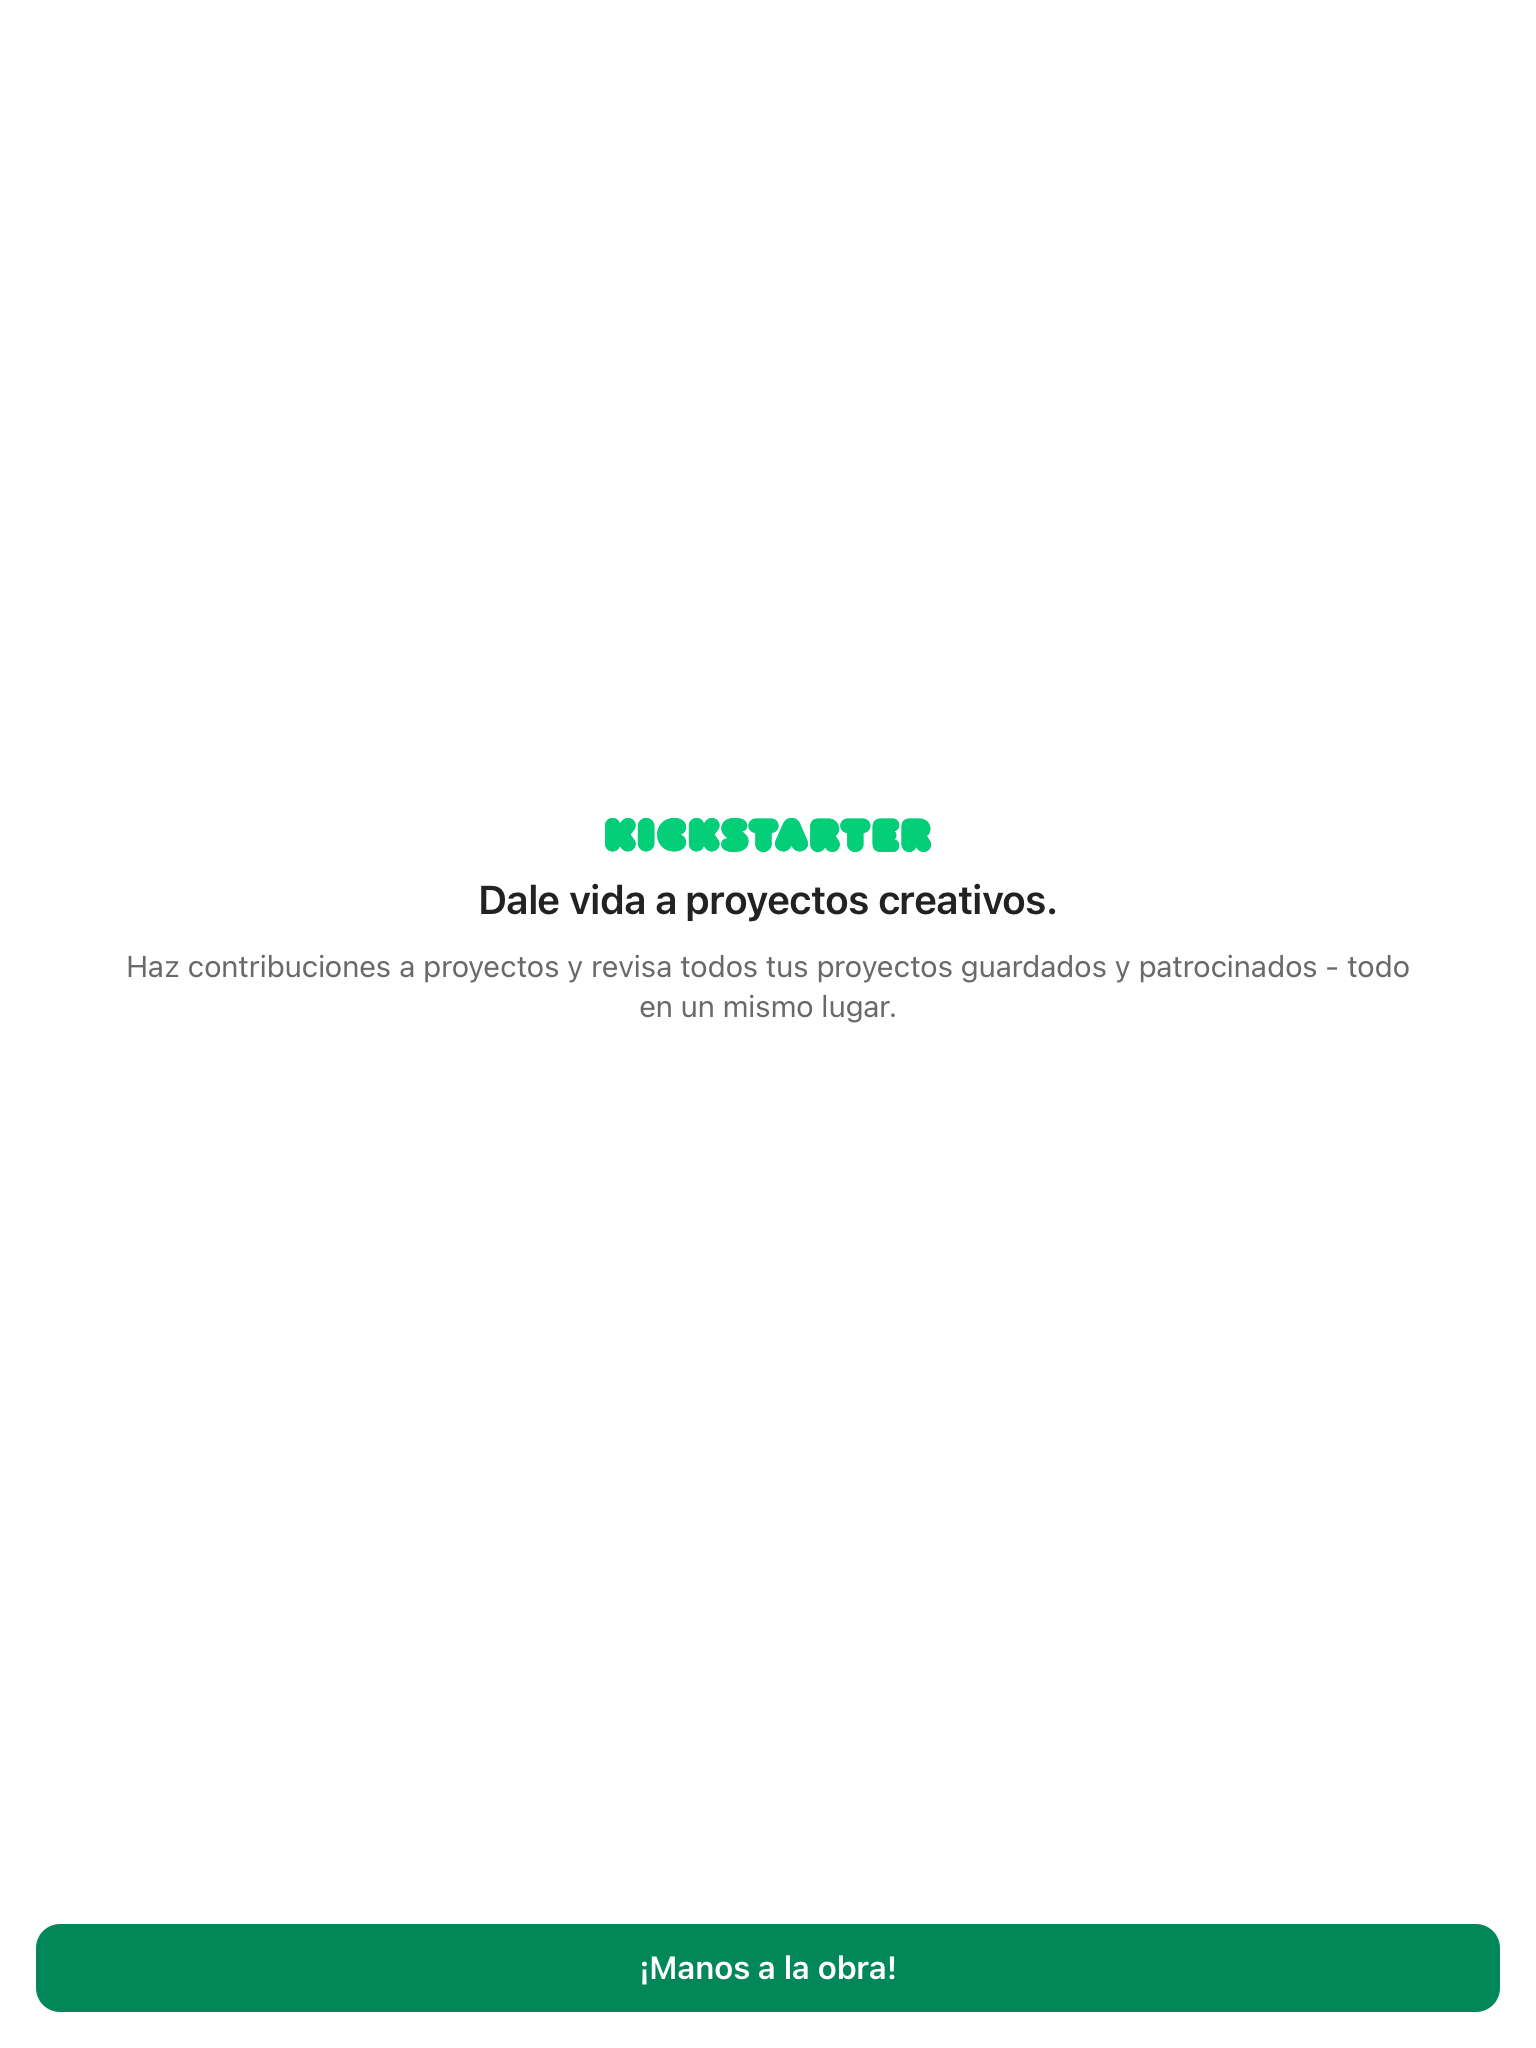 KICKSTARTER
Dale vida a proyectos creativos.
Haz contribuciones a proyectos y revisa todos tus proyectos guardados y patrocinados - todo
en un mismo lugar.
¡Manos a la obra!